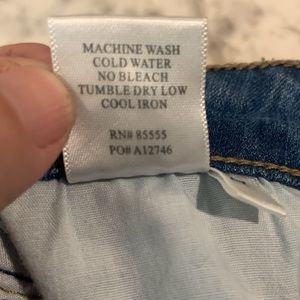 MACHINE WASH
COLD WATER
NO BLEACH
TUMBLE DRY LOW
COOL IRON
RN# 85555
PO# A12746